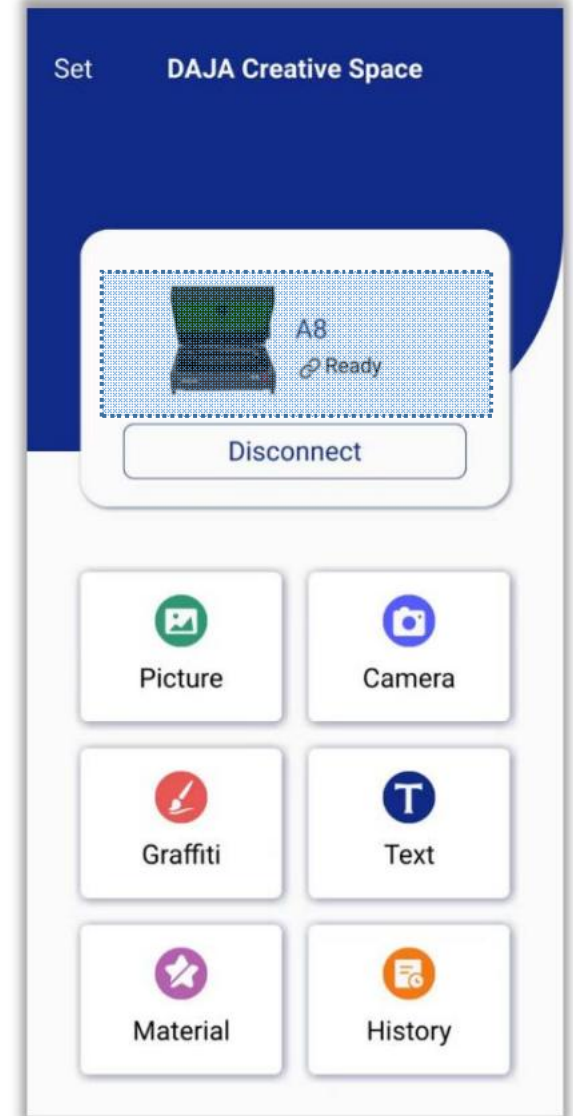 Set DAJA Creative Space
A8
Ready
Disconnect
Picture Camera
Graffiti Text
Material History